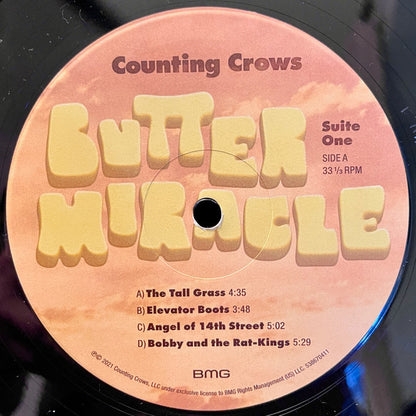 Counting Crows
BUTTER
MIRACLE
Suite
One
SIDE A
33 1/3 RPM
A) The Tall Grass 4:35
B) Elevator Boots 3:48
C) Angel of 14th Street 5:02
D) Bobby and the Rat-Kings 5:29
BMG
℗© 2021 Counting Crows, LLC under exclusive license to BMG Rights Management (US) LLC. 538670411